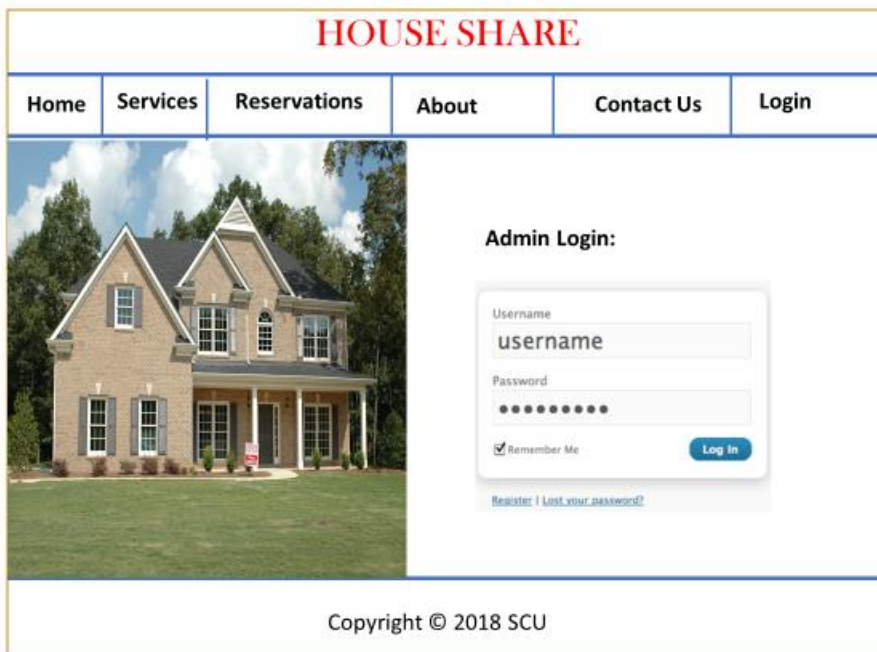 HOUSE SHARE
Home Services Reservations About Contact Us Login
Admin Login:
Username
username
Password
Remember Me Log In
Register | Lost your password?
Copyright © 2018 SCU